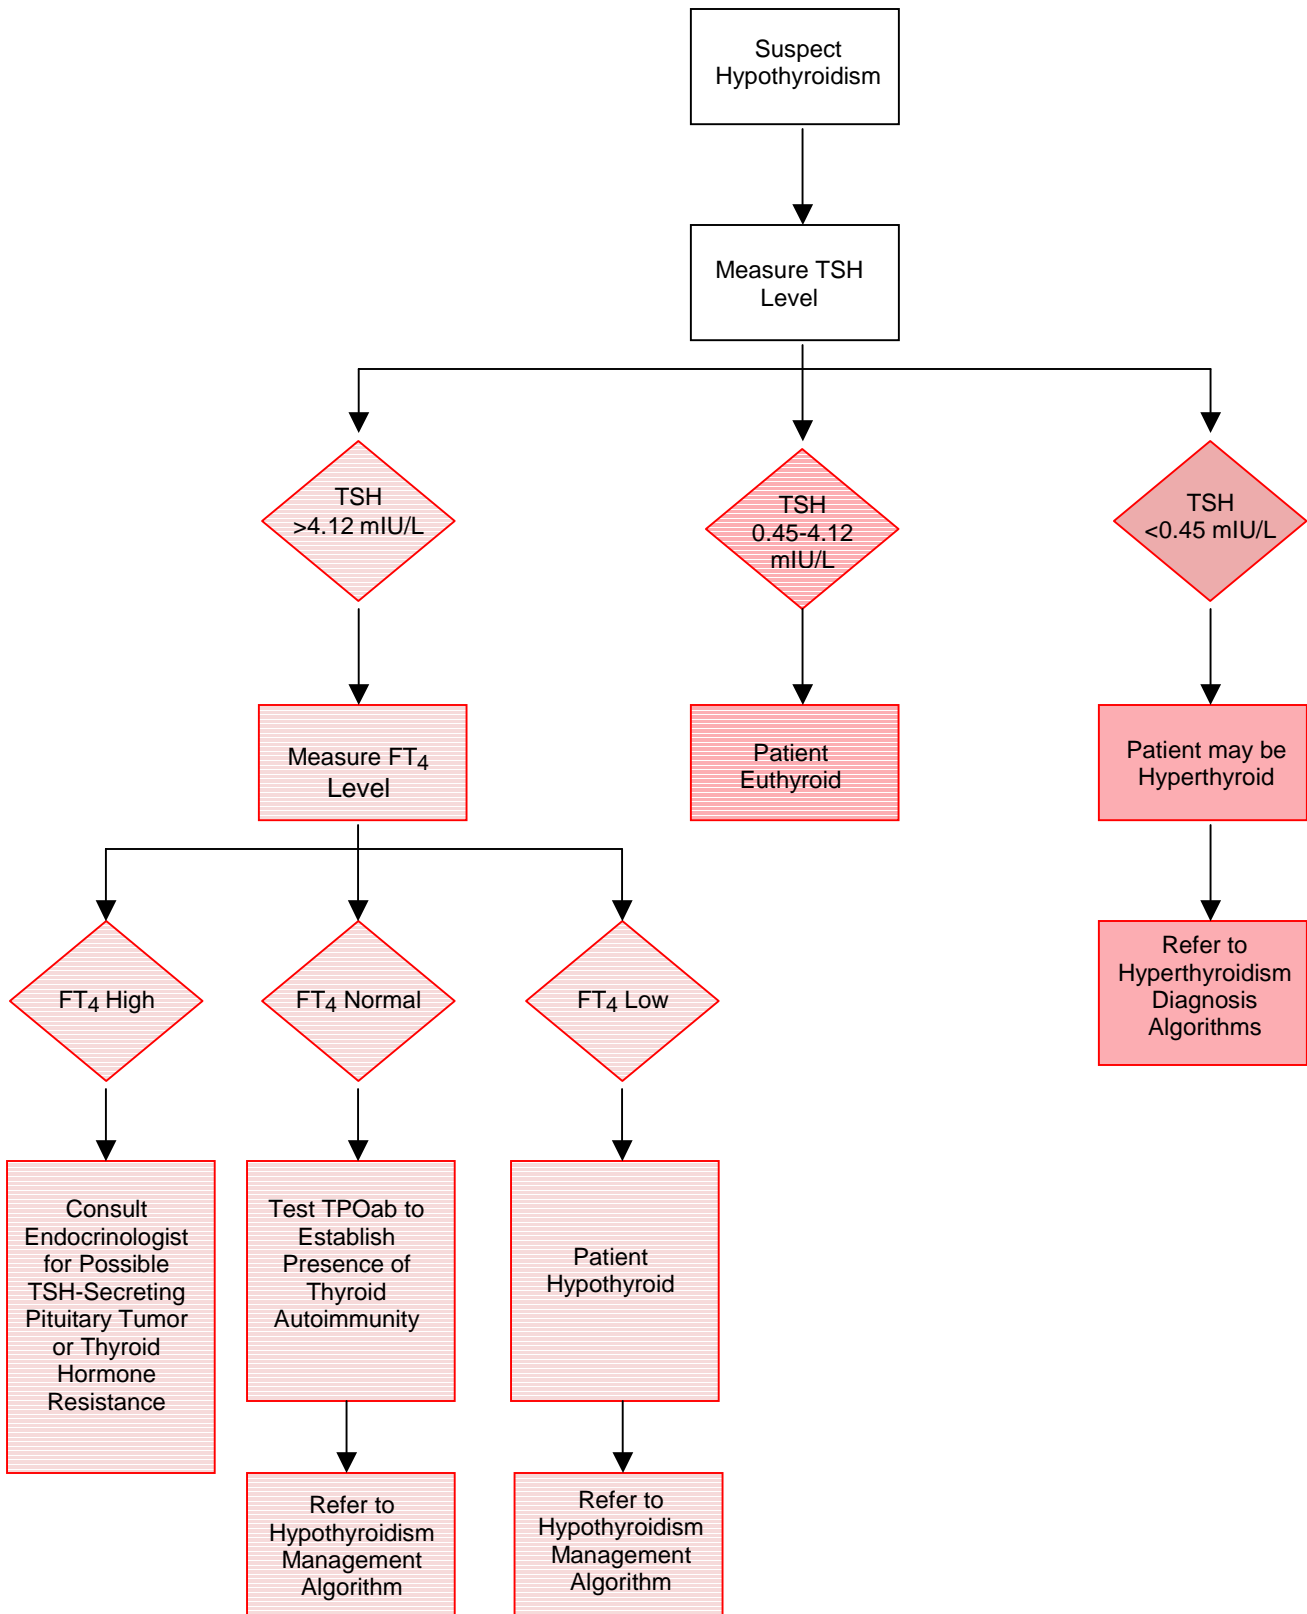 Suspect
Hypothyroidism
Measure TSH
Level
TSH
>4.12 mIU/L
TSH
0.45-4.12
mIU/L
TSH
<0.45 mIU/L
Measure FT4
Level
Patient
Euthyroid
Patient may be
Hyperthyroid
FT4 High
FT4 Normal
FT4 Low
Refer to
Hyperthyroidism
Diagnosis
Algorithms
Consult
Endocrinologist
for Possible
TSH-Secreting
Pituitary Tumor
or Thyroid
Hormone
Resistance
Test TPOab to
Establish
Presence of
Thyroid
Autoimmunity
Patient
Hypothyroid
Refer to
Hypothyroidism
Management
Algorithm
Refer to
Hypothyroidism
Management
Algorithm